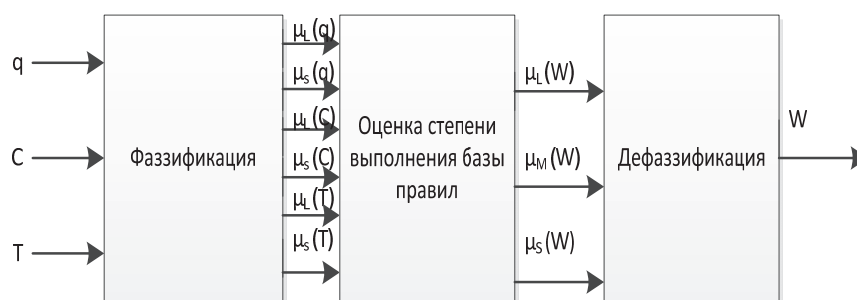 q
C
T
Фаззификация
μL(q)
μs(q)
μL(C)
μs(C)
μL(T)
μs(T)
Оценка степени
выполнения базы
правил
μL(W)
μM(W)
μS(W)
Дефаззификация
W